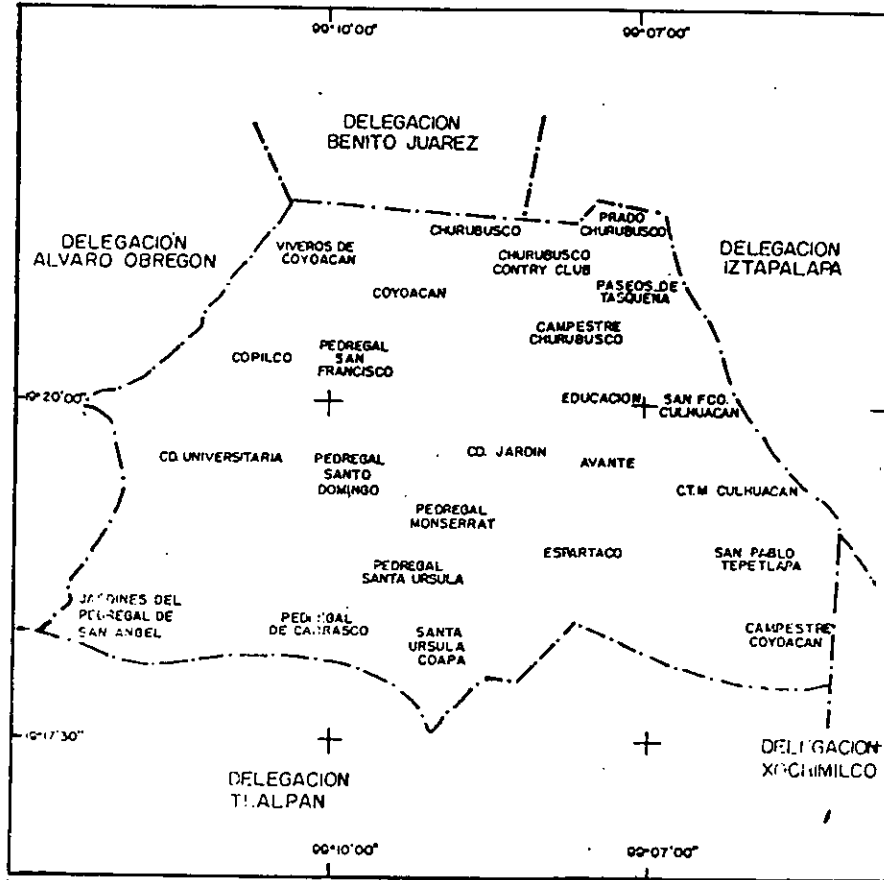 99°10'00"
99°07'00"
DELEGACION
BENITO JUAREZ
DELEGACION
ALVARO OBREGON
VIVEROS DE
COYOACAN
CHURUBUSCO
PRADO
CHURUBUSCO
CHURUBUSCO
CONTRY CLUB
DELEGACION
IZTAPALAPA
COYOACAN
PASEOS DE
TASQUENA
CAMPESTRE
CHURUBUSCO
COPILCO
PEDREGAL
SAN
FRANCISCO
19°20'00"
EDUCACION
SAN FCO.
CULHUACAN
CD. UNIVERSITARIA
PEDREGAL
SANTO
DOMINGO
CD. JARDIN
AVANTE
C.T.M CULHUACAN
PEDREGAL
MONSERRAT
ESPARTACO
SAN PABLO
TEPETLAPA
PEDREGAL
SANTA URSULA
JARDINES DEL
PEDREGAL DE
SAN ANGEL
PEDREGAL
DE CARRASCO
SANTA
URSULA
COAPA
CAMPESTRE
COYOACAN
19°17'30"
DELEGACION
TLALPAN
DELEGACION
XOCHIMILCO
99°10'00"
99°07'00"